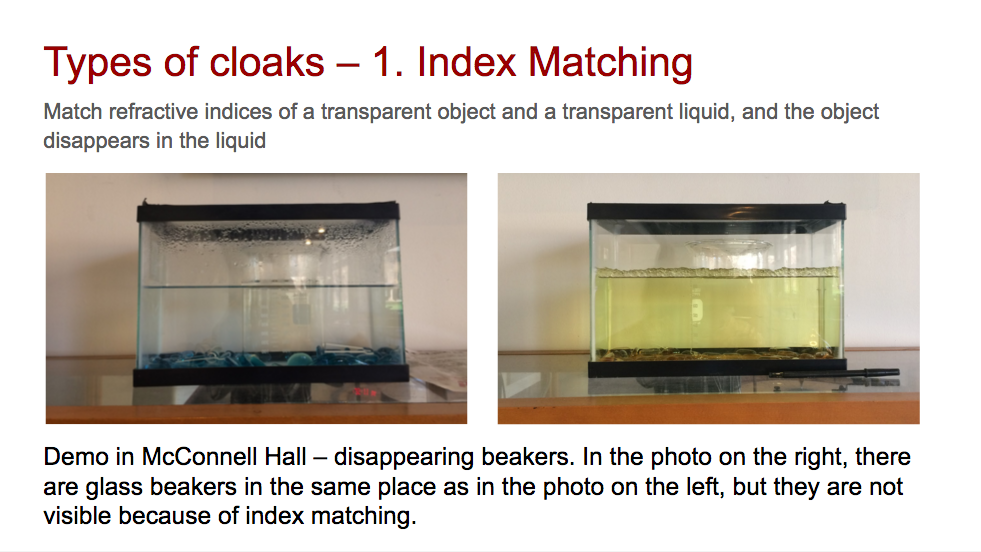 Types of cloaks – 1. Index Matching
Match refractive indices of a transparent object and a transparent liquid, and the object
disappears in the liquid
Demo in McConnell Hall – disappearing beakers. In the photo on the right, there
are glass beakers in the same place as in the photo on the left, but they are not
visible because of index matching.